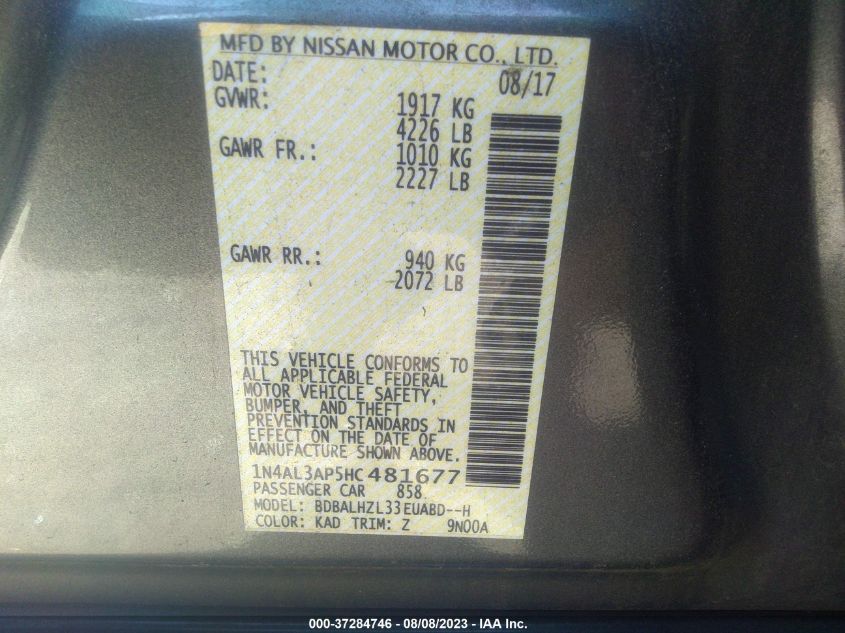 MFD BY NISSAN MOTOR CO., LTD.
DATE: 08/17
GVWR: 1917 KG
4226 LB
GAWR FR.: 1010 KG
2227 LB
GAWR RR.: 940 KG
2072 LB
THIS VEHICLE CONFORMS TO
ALL APPLICABLE FEDERAL
MOTOR VEHICLE SAFETY,
BUMPER, AND THEFT
PREVENTION STANDARDS IN
EFFECT ON THE DATE OF
MANUFACTURE SHOWN ABOVE.
1N4AL3AP5HC481677
PASSENGER CAR 858
MODEL: BDBALHZL33EUABD--H
COLOR: KAD TRIM: Z 9N00A
000-37284746 - 08/08/2023 - IAA Inc.